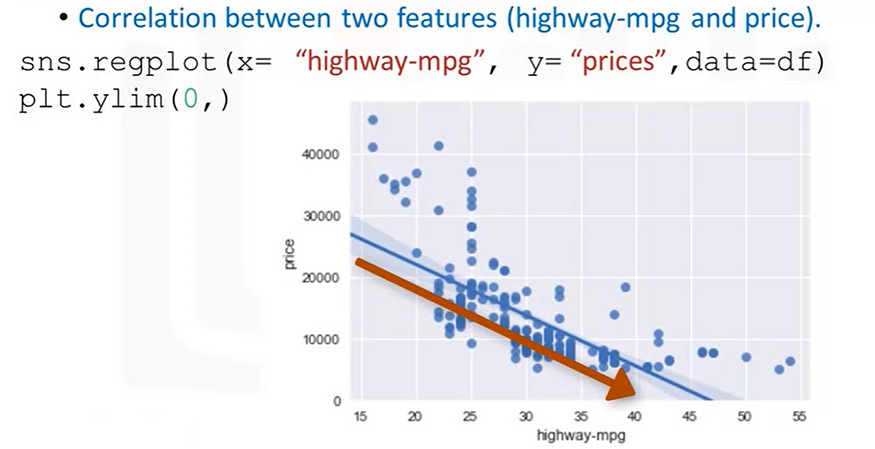 • Correlation between two features (highway-mpg and price).
sns.regplot(x= “highway-mpg”, y= “prices”,data=df)
plt.ylim(0,)
40000
30000
20000
10000
0
price
15 20 25 30 35 40 45 50 55
highway-mpg